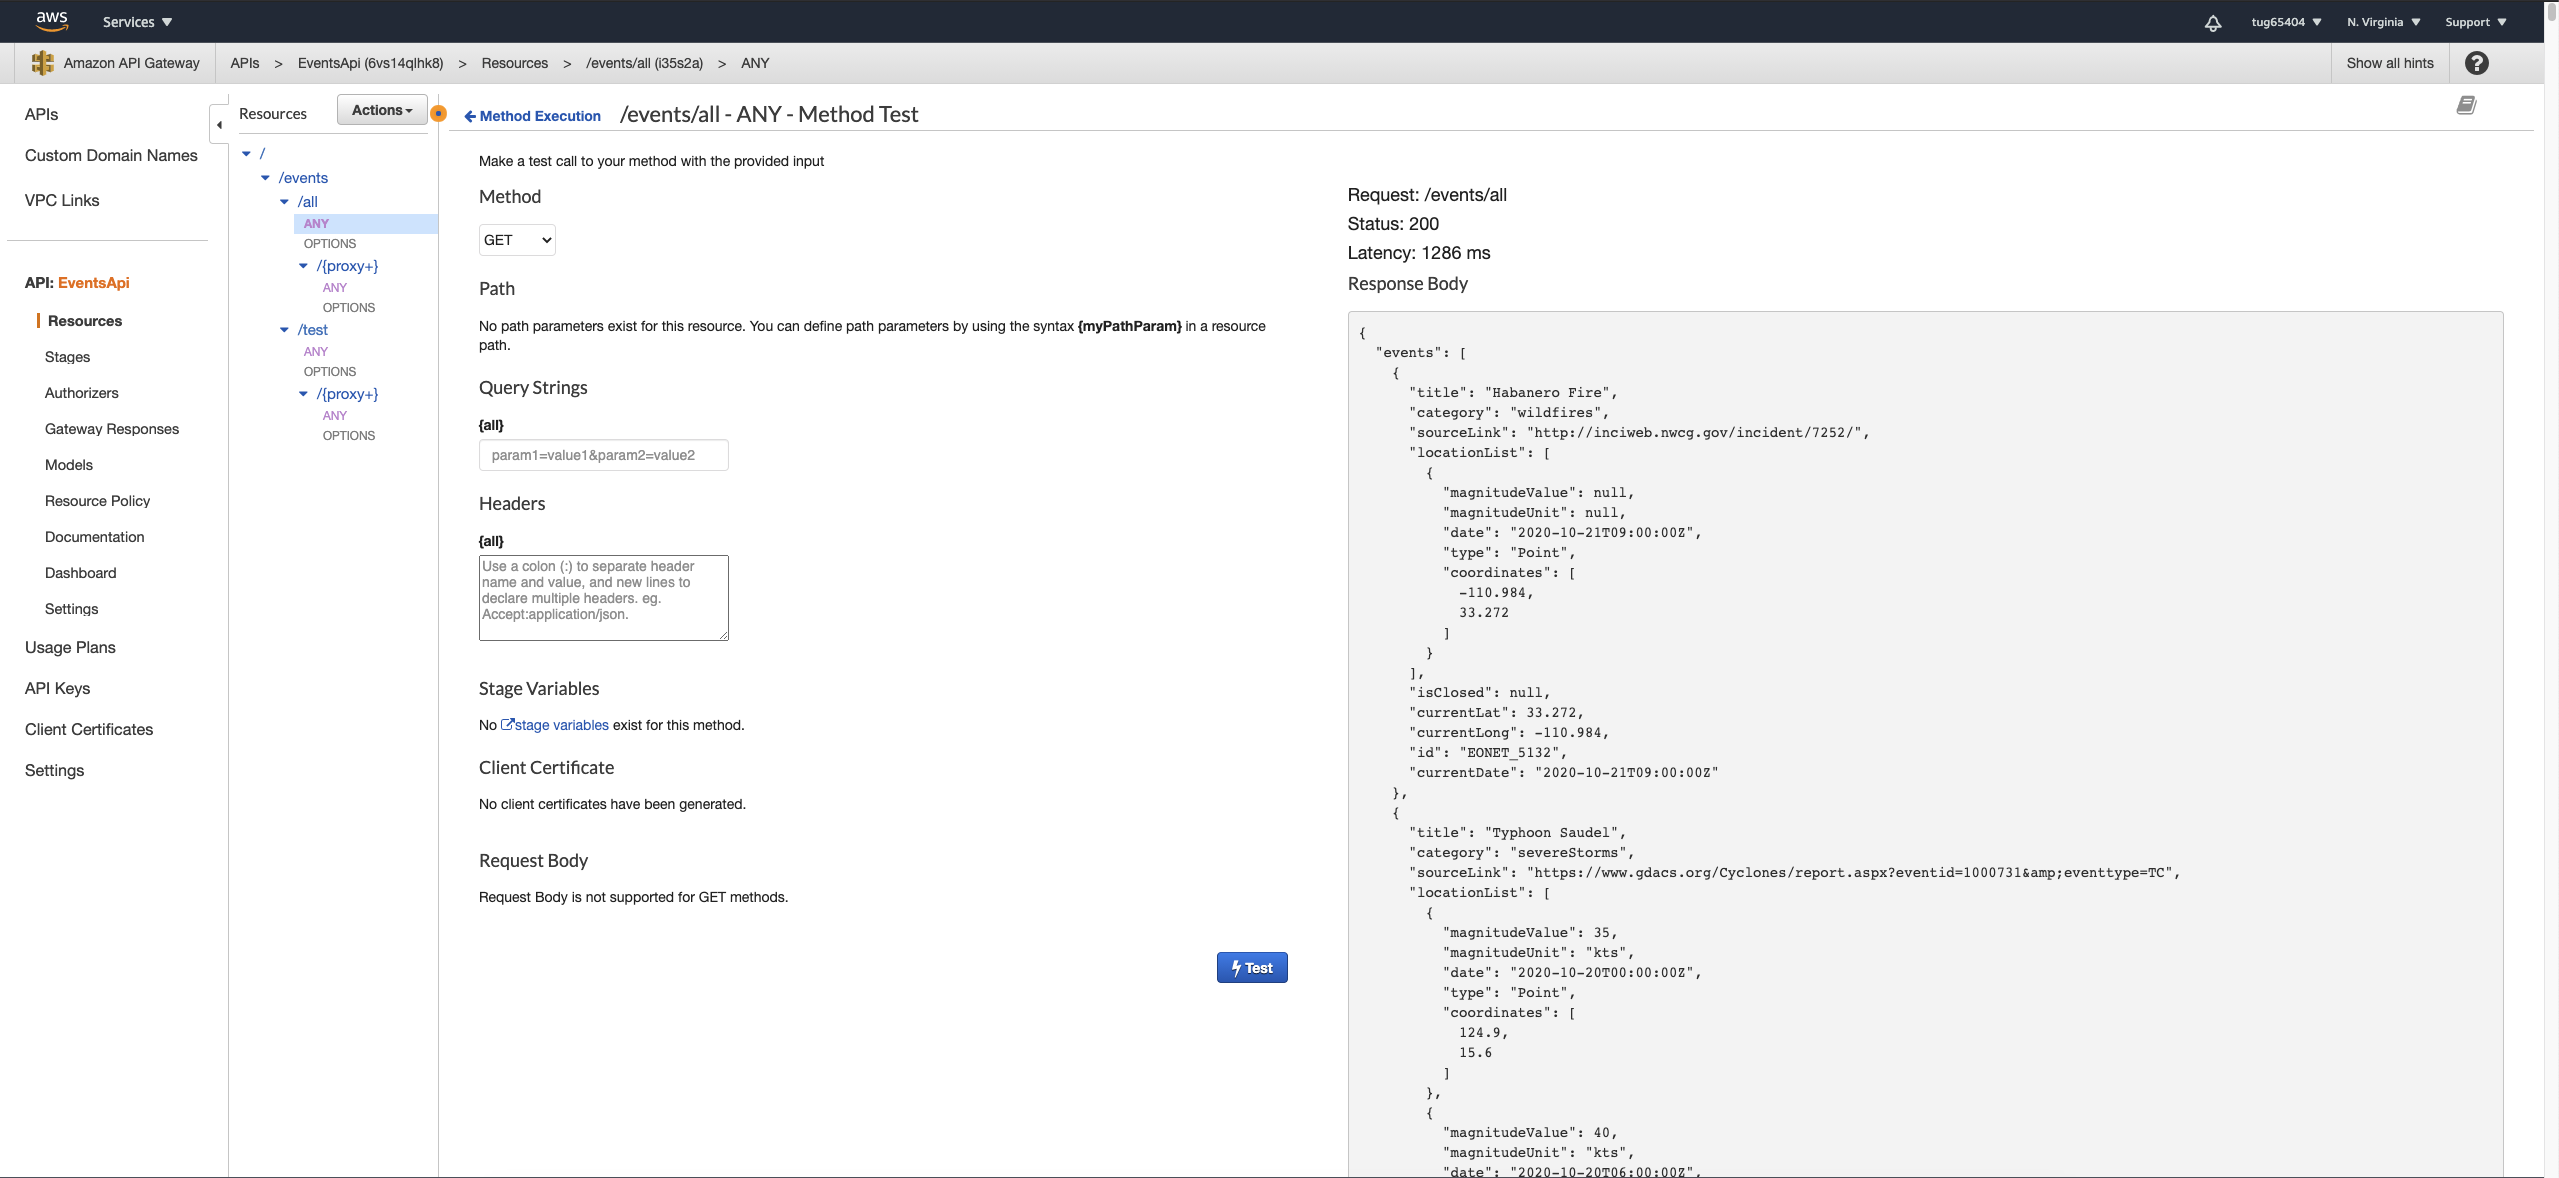 aws Services tug65404 N. Virginia Support
Amazon API Gateway APIs > EventsApi (6vs14qlhk8) > Resources > /events/all (i35s2a) > ANY Show all hints ?
APIs
Custom Domain Names
VPC Links
API: EventsApi
Resources
Stages
Authorizers
Gateway Responses
Models
Resource Policy
Documentation
Dashboard
Settings
Usage Plans
API Keys
Client Certificates
Settings
Resources Actions
/
/events
/all
ANY
OPTIONS
/{proxy+}
ANY
OPTIONS
/test
ANY
OPTIONS
/{proxy+}
ANY
OPTIONS
Method Execution /events/all - ANY - Method Test
Make a test call to your method with the provided input
Method
GET
Path
No path parameters exist for this resource. You can define path parameters by using the syntax {myPathParam} in a resource
path.
Query Strings
{all}
param1=value1&param2=value2
Headers
{all}
Use a colon (:) to separate header
name and value, and new lines to
declare multiple headers. eg.
Accept:application/json.
Stage Variables
No stage variables exist for this method.
Client Certificate
No client certificates have been generated.
Request Body
Request Body is not supported for GET methods.
Test
Request: /events/all
Status: 200
Latency: 1286 ms
Response Body
{
"events": [
{
"title": "Habanero Fire",
"category": "wildfires",
"sourceLink": "http://inciweb.nwcg.gov/incident/7252/",
"locationList": [
{
"magnitudeValue": null,
"magnitudeUnit": null,
"date": "2020-10-21T09:00:00Z",
"type": "Point",
"coordinates": [
-110.984,
33.272
]
}
],
"isClosed": null,
"currentLat": 33.272,
"currentLong": -110.984,
"id": "EONET_5132",
"currentDate": "2020-10-21T09:00:00Z"
},
{
"title": "Typhoon Saudel",
"category": "severeStorms",
"sourceLink": "https://www.gdacs.org/Cyclones/report.aspx?eventid=1000731&amp;eventtype=TC",
"locationList": [
{
"magnitudeValue": 35,
"magnitudeUnit": "kts",
"date": "2020-10-20T00:00:00Z",
"type": "Point",
"coordinates": [
124.9,
15.6
]
},
{
"magnitudeValue": 40,
"magnitudeUnit": "kts",
"date": "2020-10-20T06:00:00Z",